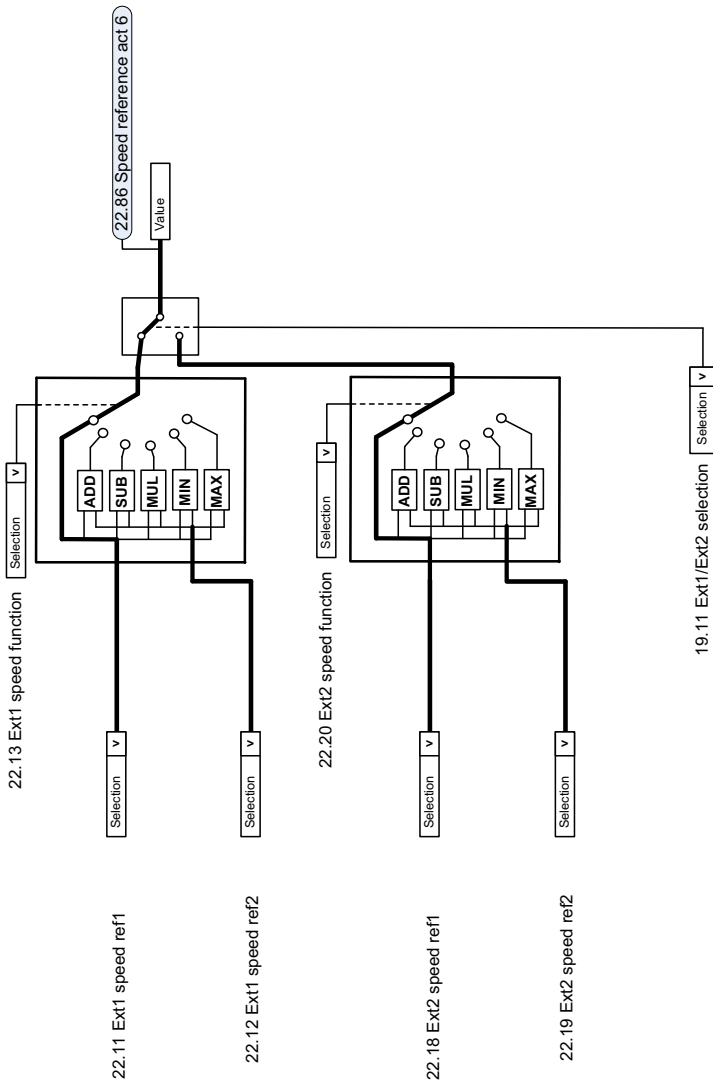 22.11 Ext1 speed ref1
Selection
v
22.12 Ext1 speed ref2
Selection
v
22.13 Ext1 speed function
Selection
v
ADD
SUB
MUL
MIN
MAX
22.86 Speed reference act 6
Value
22.18 Ext2 speed ref1
Selection
v
22.19 Ext2 speed ref2
Selection
v
22.20 Ext2 speed function
Selection
v
ADD
SUB
MUL
MIN
MAX
19.11 Ext1/Ext2 selection
Selection
v